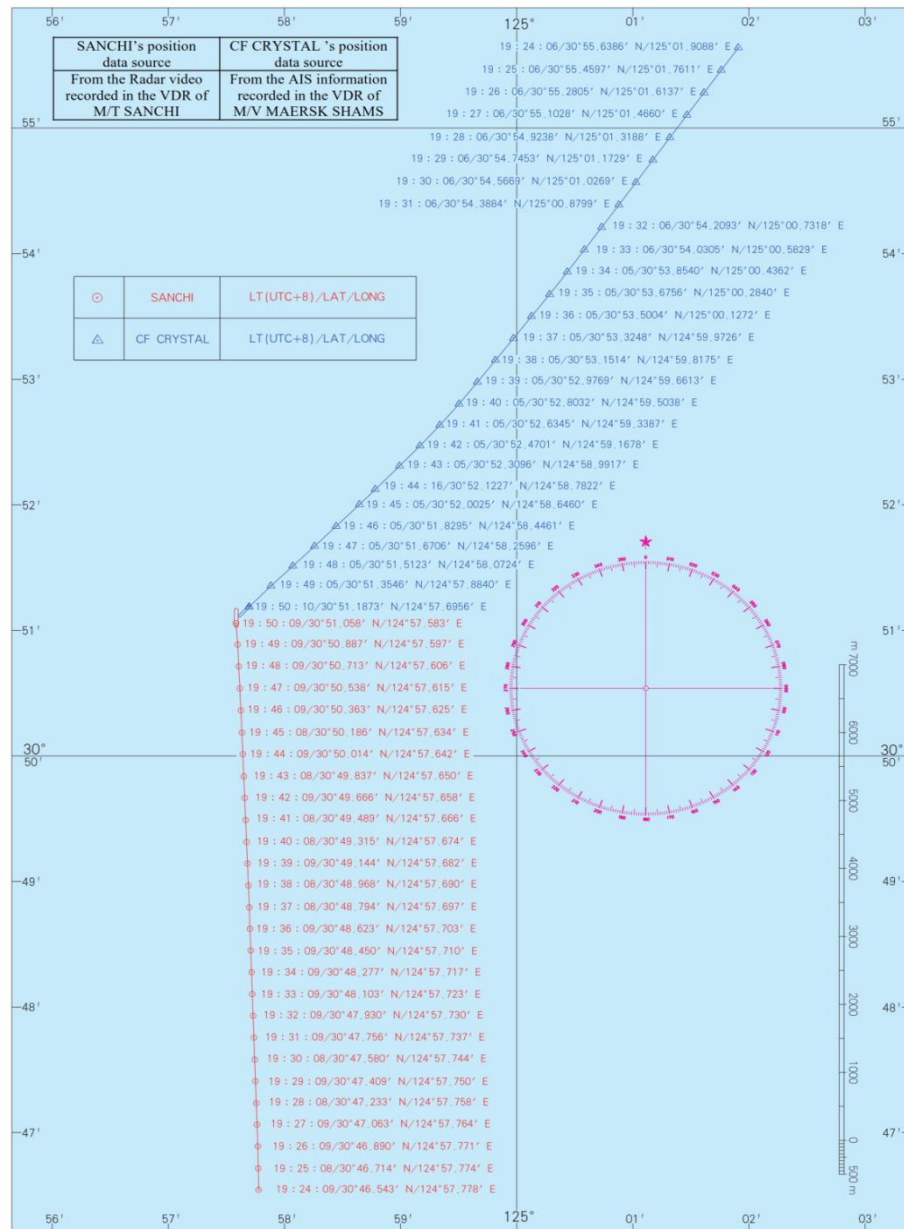 56′ 57′ 58′ 59′ 125° 01′ 02′ 03′
SANCHI's position
data source
CF CRYSTAL 's position
data source
From the Radar video
recorded in the VDR of
M/T SANCHI
From the AIS information
recorded in the VDR of
M/V MAERSK SHAMS
19 : 24 : 06/30°55.6386′ N/125°01.9088′ E
19 : 25 : 06/30°55.4597′ N/125°01.7611′ E
19 : 26 : 06/30°55.2805′ N/125°01.6137′ E
19 : 27 : 06/30°55.1028′ N/125°01.4660′ E
55′ 55′
19 : 28 : 06/30°54.9238′ N/125°01.3188′ E
19 : 29 : 06/30°54.7453′ N/125°01.1729′ E
19 : 30 : 06/30°54.5669′ N/125°01.0269′ E
19 : 31 : 06/30°54.3884′ N/125°00.8799′ E
19 : 32 : 06/30°54.2093′ N/125°00.7318′ E
54′ 54′
19 : 33 : 06/30°54.0305′ N/125°00.5829′ E
19 : 34 : 05/30°53.8540′ N/125°00.4362′ E
SANCHI LT(UTC+8)/LAT/LONG
CF CRYSTAL LT(UTC+8)/LAT/LONG
19 : 35 : 05/30°53.6756′ N/125°00.2840′ E
19 : 36 : 05/30°53.5004′ N/125°00.1272′ E
19 : 37 : 05/30°53.3248′ N/124°59.9726′ E
19 : 38 : 05/30°53.1514′ N/124°59.8175′ E
53′ 53′
19 : 39 : 05/30°52.9769′ N/124°59.6613′ E
19 : 40 : 05/30°52.8032′ N/124°59.5038′ E
19 : 41 : 05/30°52.6345′ N/124°59.3387′ E
19 : 42 : 05/30°52.4701′ N/124°59.1678′ E
19 : 43 : 05/30°52.3096′ N/124°58.9917′ E
19 : 44 : 16/30°52.1227′ N/124°58.7822′ E
52′ 52′
19 : 45 : 05/30°52.0025′ N/124°58.6460′ E
19 : 46 : 05/30°51.8295′ N/124°58.4461′ E
19 : 47 : 05/30°51.6706′ N/124°58.2596′ E
19 : 48 : 05/30°51.5123′ N/124°58.0724′ E
19 : 49 : 05/30°51.3546′ N/124°57.8840′ E
19 : 50 : 10/30°51.1873′ N/124°57.6956′ E
51′ 51′
19 : 50 : 09/30°51.058′ N/124°57.583′ E
19 : 49 : 09/30°50.887′ N/124°57.597′ E
19 : 48 : 09/30°50.713′ N/124°57.606′ E
19 : 47 : 09/30°50.538′ N/124°57.615′ E
19 : 46 : 09/30°50.363′ N/124°57.625′ E
19 : 45 : 08/30°50.186′ N/124°57.634′ E
19 : 44 : 09/30°50.014′ N/124°57.642′ E
30° 30°
50′ 50′
19 : 43 : 08/30°49.837′ N/124°57.650′ E
19 : 42 : 09/30°49.666′ N/124°57.658′ E
19 : 41 : 08/30°49.489′ N/124°57.666′ E
19 : 40 : 08/30°49.315′ N/124°57.674′ E
19 : 39 : 09/30°49.144′ N/124°57.682′ E
49′ 49′
19 : 38 : 08/30°48.968′ N/124°57.690′ E
19 : 37 : 08/30°48.794′ N/124°57.697′ E
19 : 36 : 09/30°48.623′ N/124°57.703′ E
19 : 35 : 09/30°48.450′ N/124°57.710′ E
19 : 34 : 09/30°48.277′ N/124°57.717′ E
19 : 33 : 09/30°48.103′ N/124°57.723′ E
48′ 48′
19 : 32 : 09/30°47.930′ N/124°57.730′ E
19 : 31 : 09/30°47.756′ N/124°57.737′ E
19 : 30 : 08/30°47.580′ N/124°57.744′ E
19 : 29 : 09/30°47.409′ N/124°57.750′ E
19 : 28 : 08/30°47.233′ N/124°57.758′ E
19 : 27 : 09/30°47.063′ N/124°57.764′ E
47′ 47′
19 : 26 : 09/30°46.890′ N/124°57.771′ E
19 : 25 : 08/30°46.714′ N/124°57.774′ E
19 : 24 : 09/30°46.543′ N/124°57.778′ E
m 7000
6000
5000
4000
3000
2000
1000
0
500 m
56′ 57′ 58′ 59′ 125° 01′ 02′ 03′